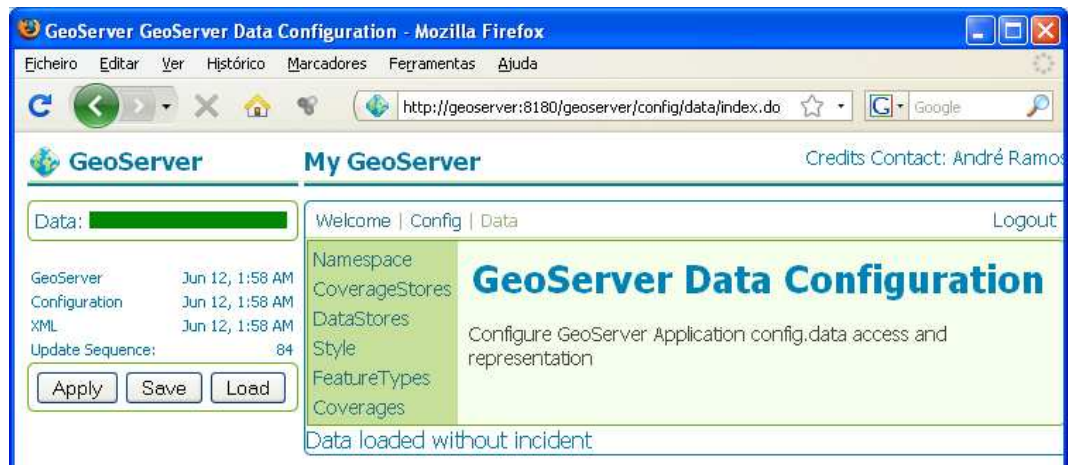 GeoServer GeoServer Data Configuration - Mozilla Firefox
Ficheiro Editar Ver Histórico Marcadores Ferramentas Ajuda
http://geoserver:8180/geoserver/config/data/index.do
G Google
GeoServer
My GeoServer
Credits Contact: André Ramos
Data:
Welcome | Config | Data
Logout
GeoServer Jun 12, 1:58 AM
Configuration Jun 12, 1:58 AM
XML Jun 12, 1:58 AM
Update Sequence: 84
Apply Save Load
Namespace
CoverageStores
DataStores
Style
FeatureTypes
Coverages
GeoServer Data Configuration
Configure GeoServer Application config.data access and
representation
Data loaded without incident